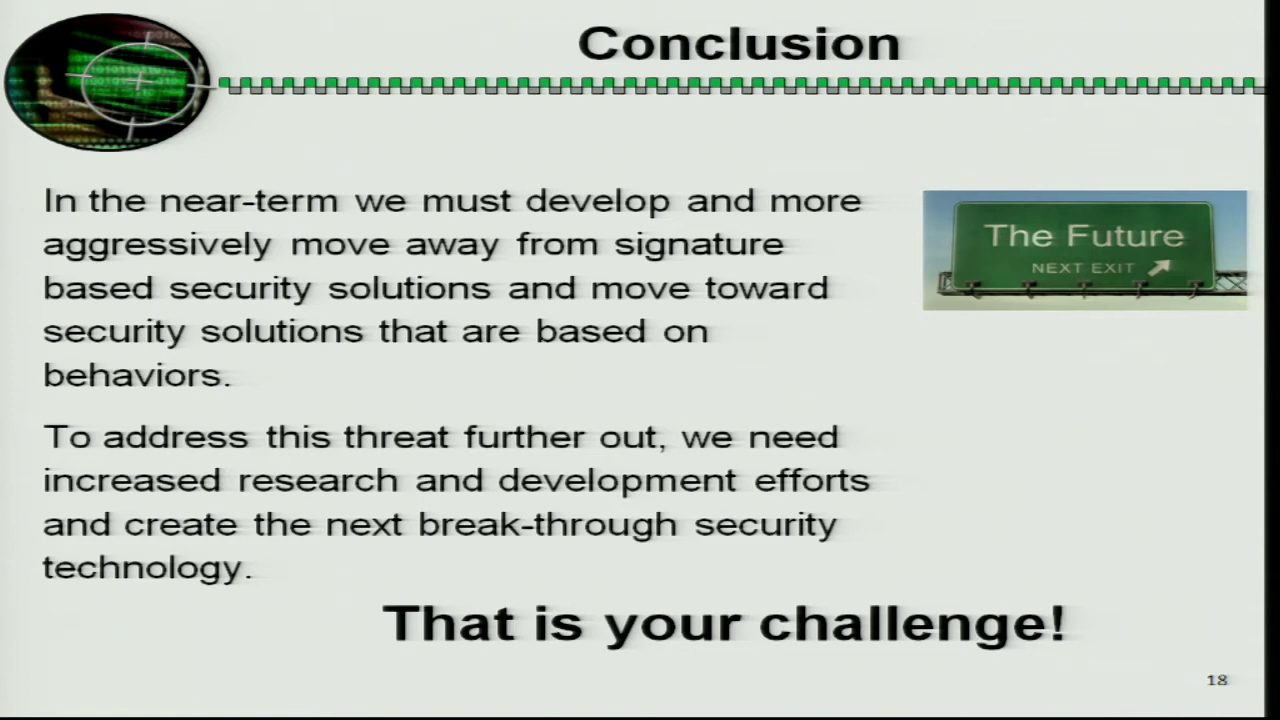 Conclusion
In the near-term we must develop and more
aggressively move away from signature
based security solutions and move toward
security solutions that are based on
behaviors.
The Future
NEXT EXIT
To address this threat further out, we need
increased research and development efforts
and create the next break-through security
technology.
That is your challenge!
18